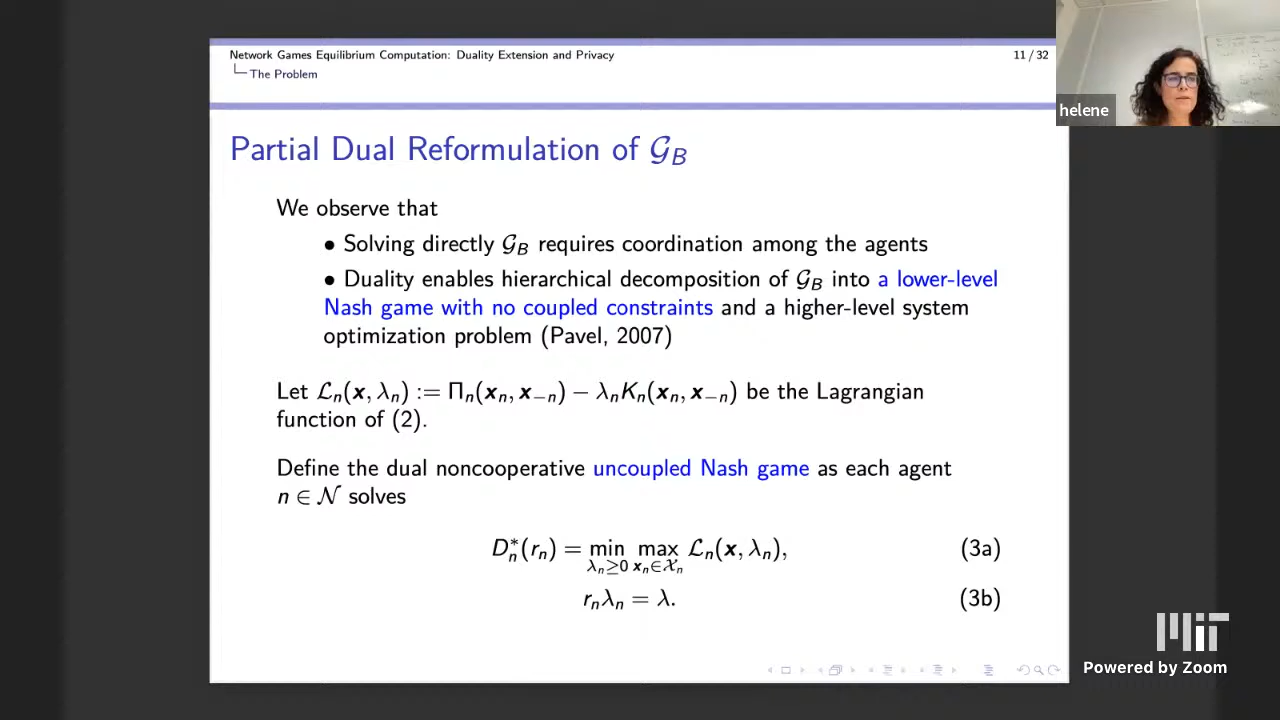 Network Games Equilibrium Computation: Duality Extension and Privacy 11 / 32
The Problem
helene
Partial Dual Reformulation of 𝒢_B
We observe that
• Solving directly 𝒢_B requires coordination among the agents
• Duality enables hierarchical decomposition of 𝒢_B into a lower-level
Nash game with no coupled constraints and a higher-level system
optimization problem (Pavel, 2007)
Let ℒ_n(x, λ_n) := Π_n(x_n, x_{−n}) − λ_n K_n(x_n, x_{−n}) be the Lagrangian
function of (2).
Define the dual noncooperative uncoupled Nash game as each agent
n ∈ 𝒩 solves
D*_n(r_n) = min_{λ_n≥0} max_{x_n∈𝒳_n} ℒ_n(x, λ_n), (3a)
r_n λ_n = λ. (3b)
MIT
Powered by Zoom